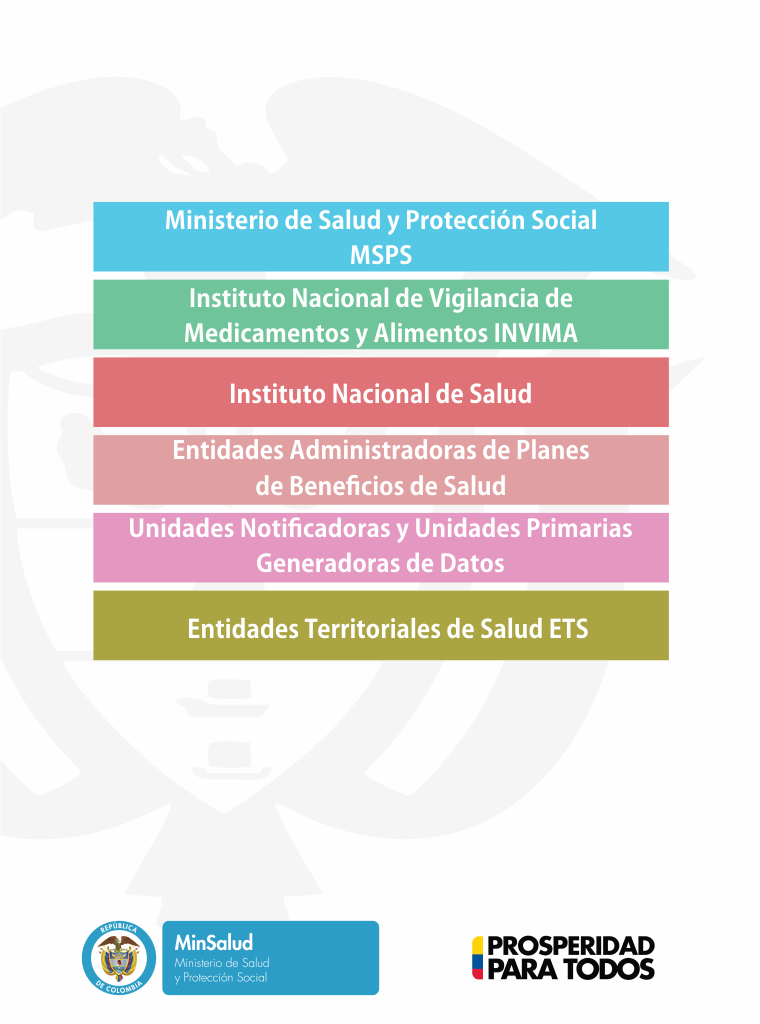 Ministerio de Salud y Protección Social
MSPS
Instituto Nacional de Vigilancia de
Medicamentos y Alimentos INVIMA
Instituto Nacional de Salud
Entidades Administradoras de Planes
de Beneficios de Salud
Unidades Notificadoras y Unidades Primarias
Generadoras de Datos
Entidades Territoriales de Salud ETS
REPÚBLICA
DE COLOMBIA
MinSalud
Ministerio de Salud
y Protección Social
PROSPERIDAD
PARA TODOS